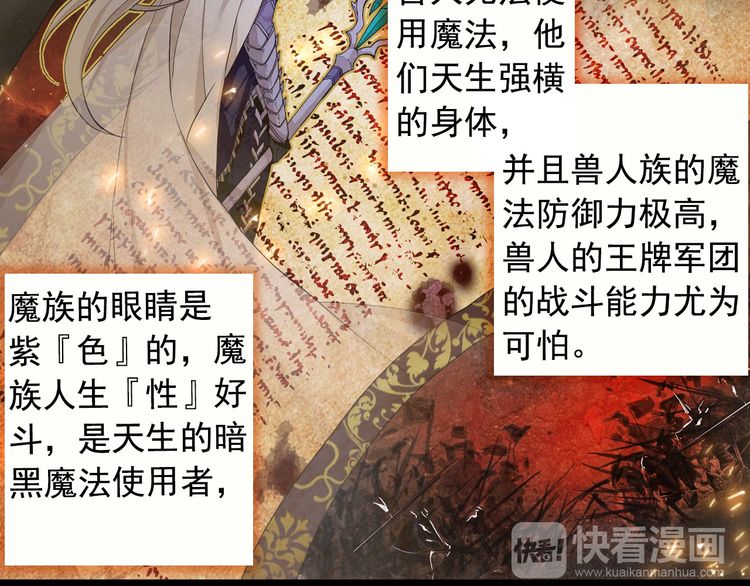 用魔法，他
们天生强横
的身体，
并且兽人族的魔
法防御力极高，
兽人的王牌军团
的战斗能力尤为
可怕。
魔族的眼睛是
紫『色』的，魔
族人生『性』好
斗，是天生的暗
黑魔法使用者，
快看!
快看漫画
www.kuaikanmanhua.com